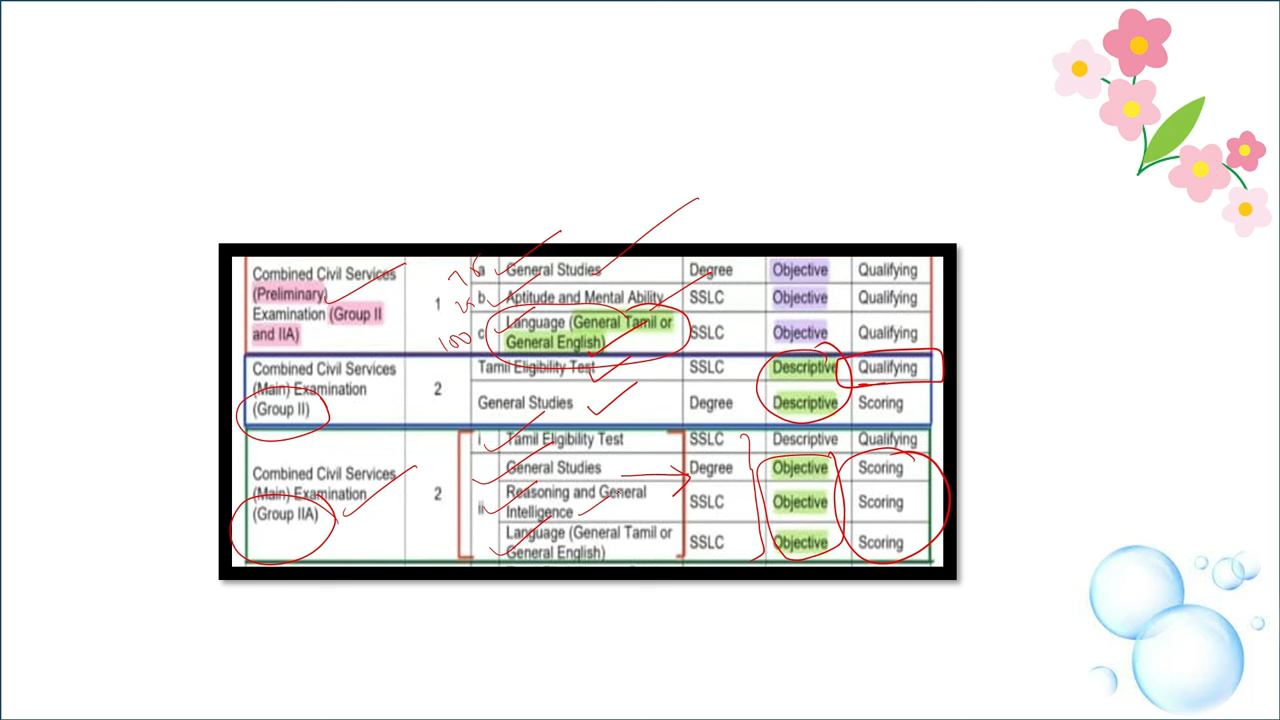 Combined Civil Services
(Preliminary)
Examination (Group II
and IIA)
1
75
a
General Studies
Degree
Objective
Qualifying
25
b
Aptitude and Mental Ability
SSLC
Objective
Qualifying
100
c
Language (General Tamil or
General English)
SSLC
Objective
Qualifying
Combined Civil Services
(Main) Examination
(Group II)
2
Tamil Eligibility Test
SSLC
Descriptive
Qualifying
General Studies
Degree
Descriptive
Scoring
Combined Civil Services
(Main) Examination
(Group IIA)
2
i
Tamil Eligibility Test
SSLC
Descriptive
Qualifying
ii
General Studies
Degree
Objective
Scoring
Reasoning and General
Intelligence
SSLC
Objective
Scoring
Language (General Tamil or
General English)
SSLC
Objective
Scoring